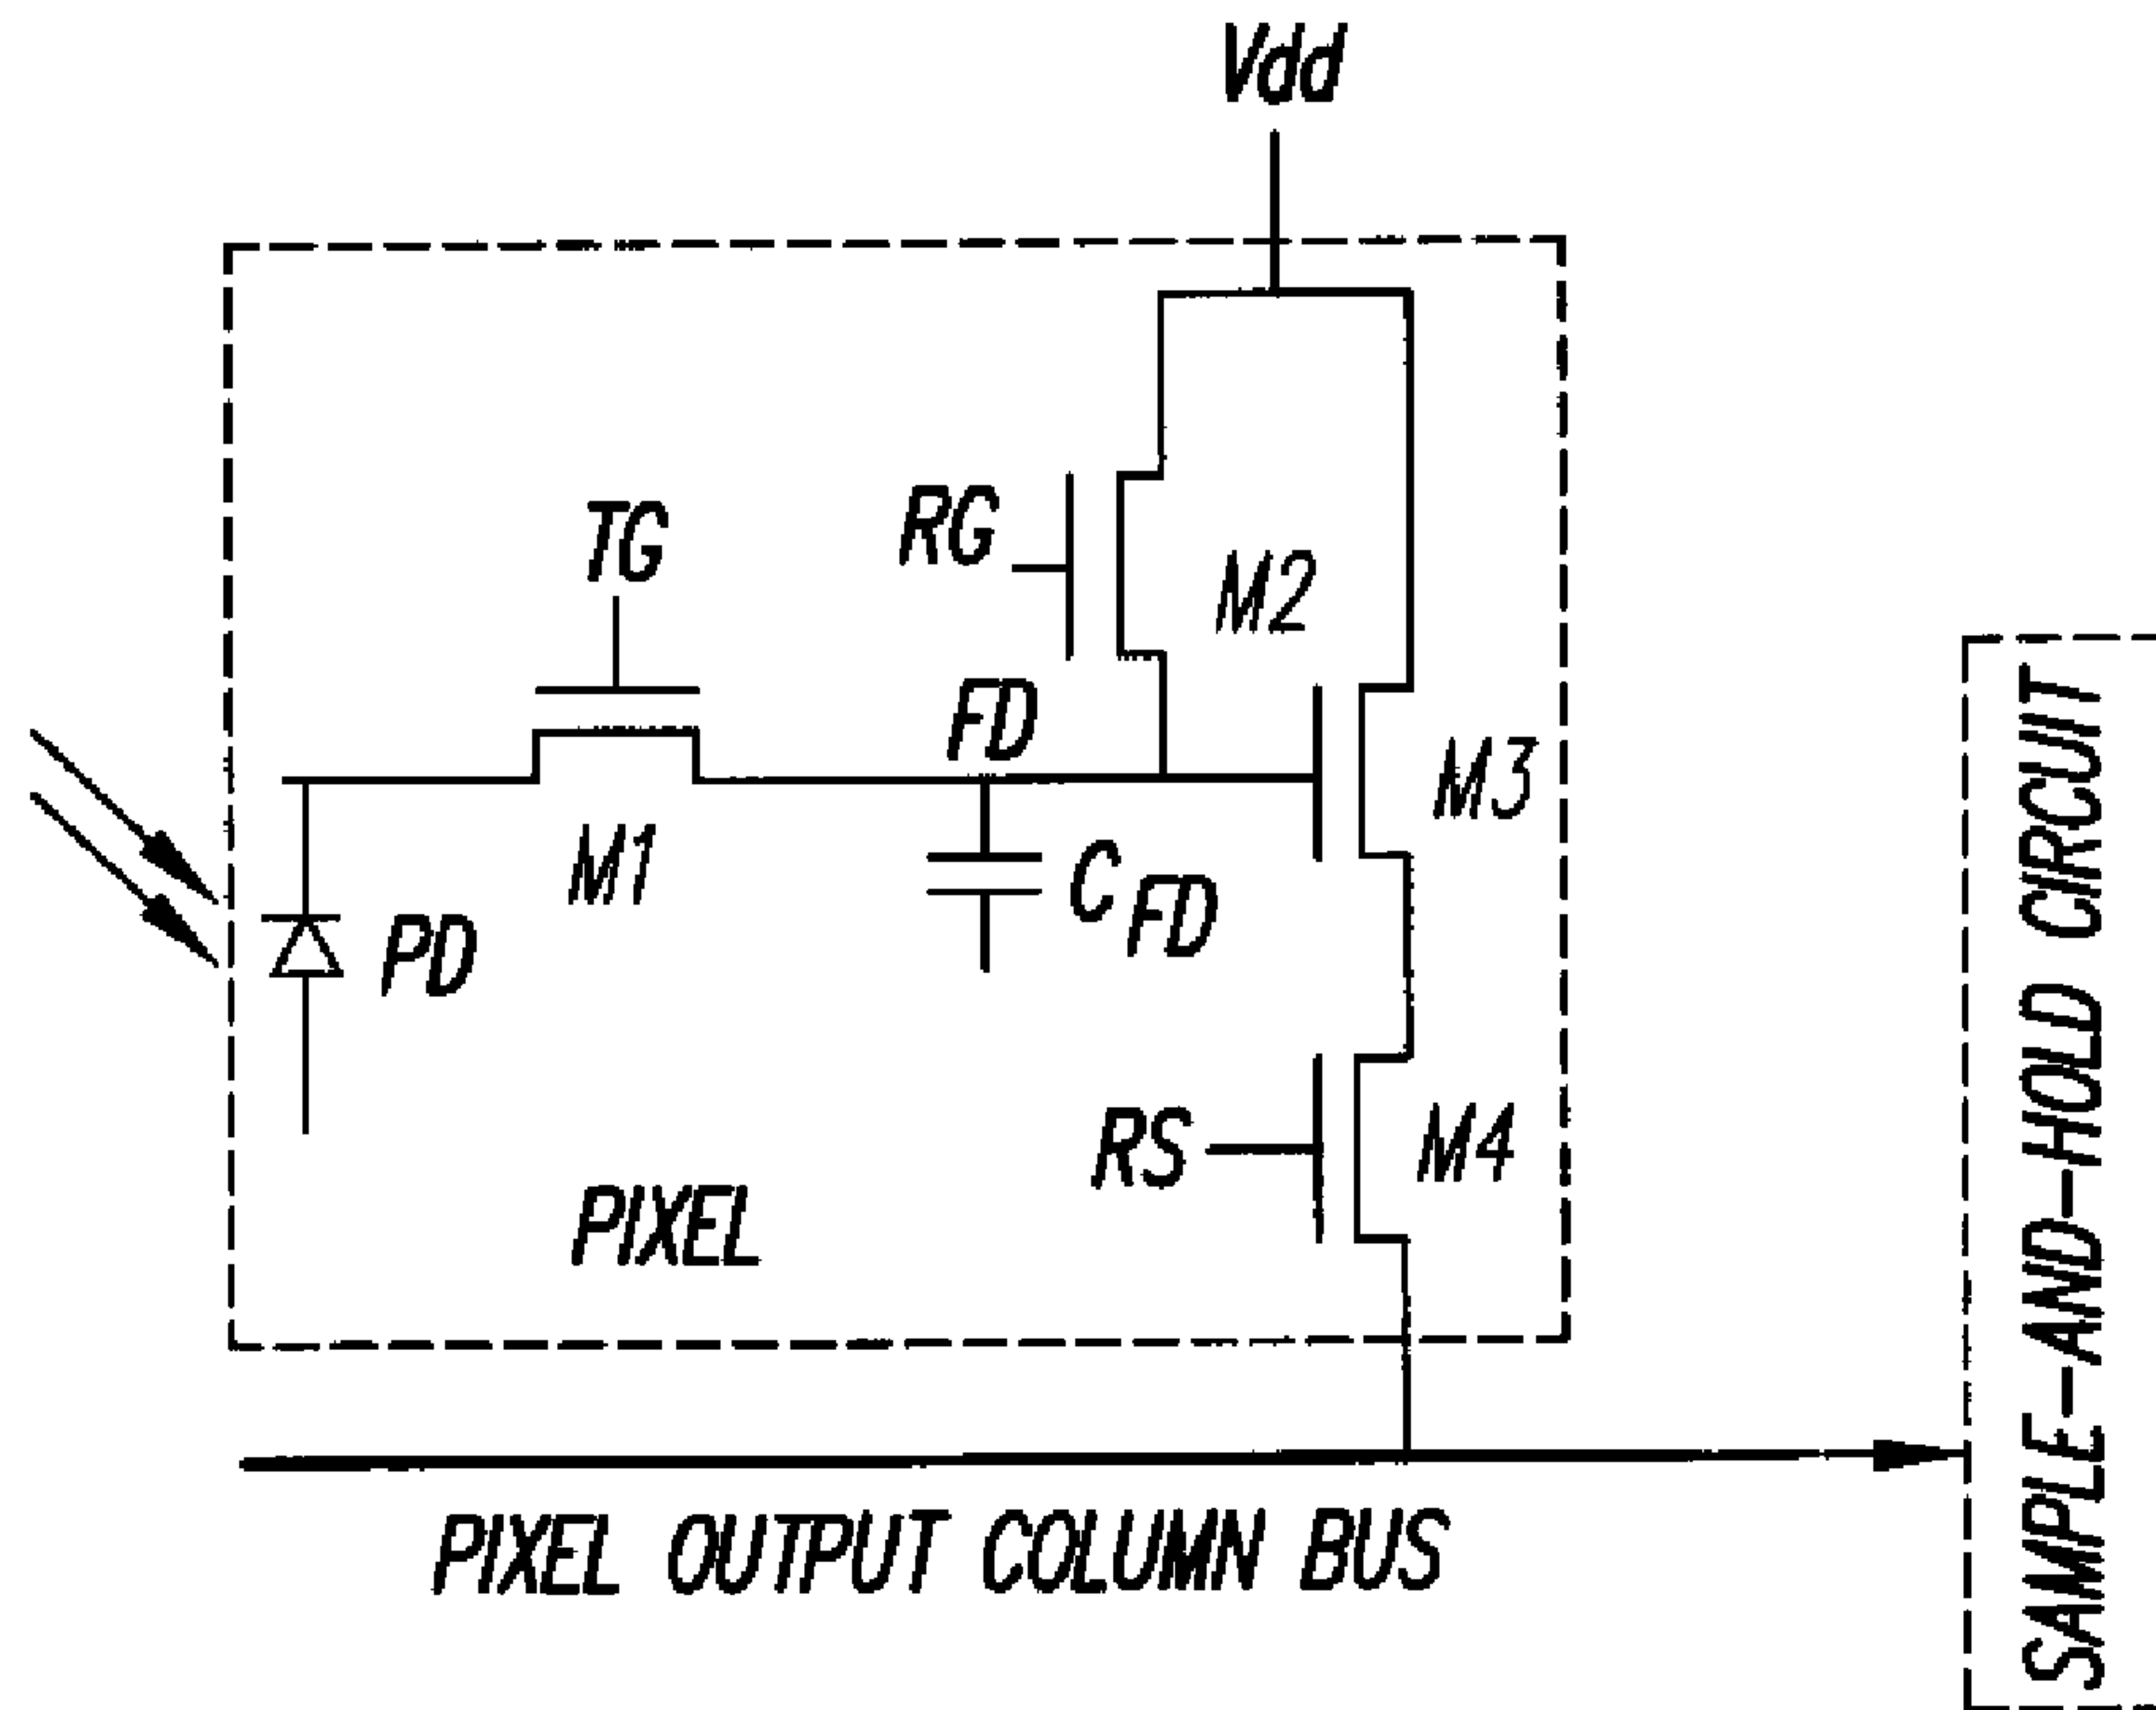 Vdd
RG
TG
M2
FD
M3
M1
C FD
PD
RS
M4
PIXEL
PIXEL OUTPUT COLUMN BUS
SAMPLE-AND-HOLD CIRCUIT